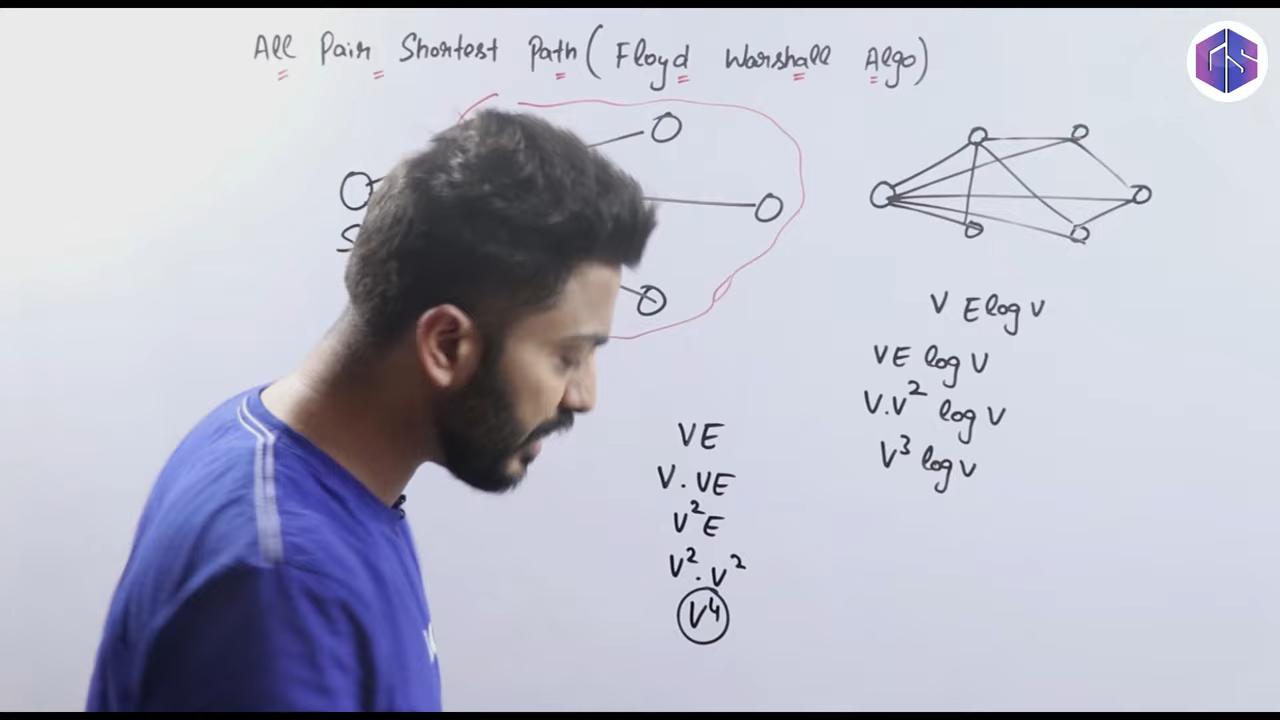 All Pair Shortest Path (Floyd Warshall Algo)
S
V E log V
VE log V
V.V² log V
V³ log V
VE
V . VE
V²E
V² . V²
V⁴